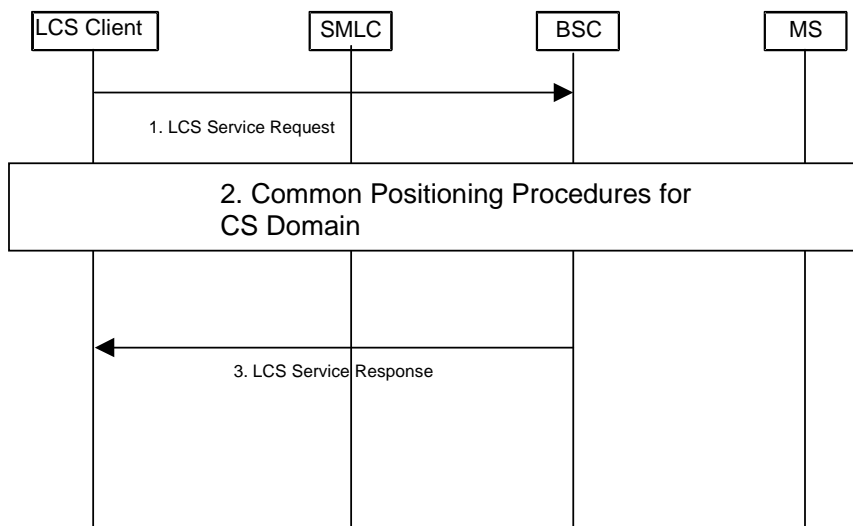 LCS Client
SMLC
BSC
MS
1. LCS Service Request
2. Common Positioning Procedures for
CS Domain
3. LCS Service Response